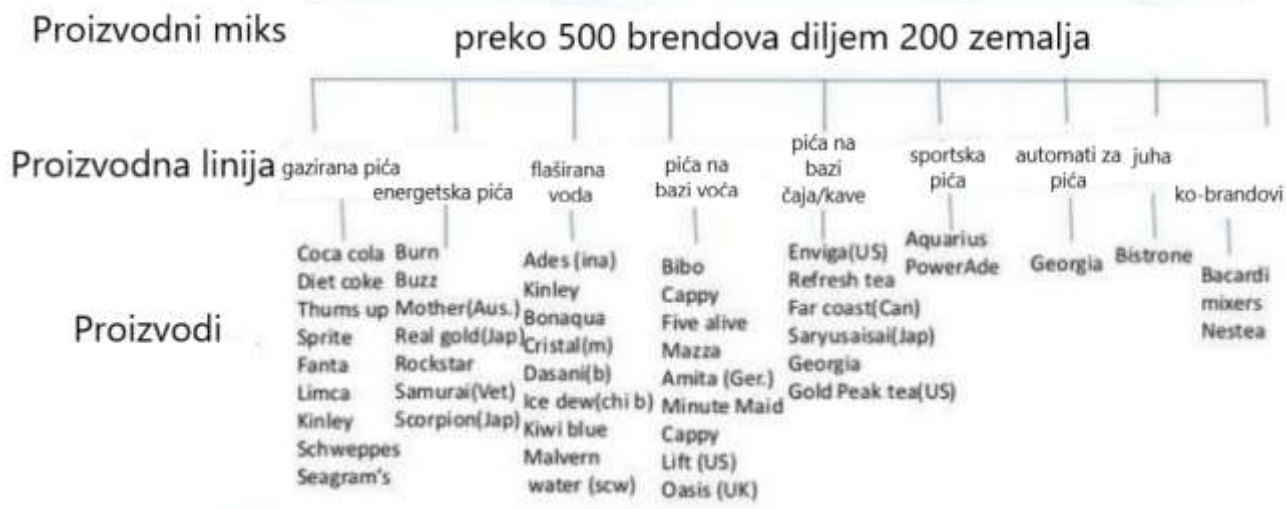 Proizvodni miks
preko 500 brendova diljem 200 zemalja
Proizvodna linija
gazirana pića
energetska pića
flaširana
voda
pića na
bazi voća
pića na
bazi
čaja/kave
sportska
pića
automati za
pića
juha
ko-brandovi
Proizvodi
Coca cola
Diet coke
Thums up
Sprite
Fanta
Limca
Kinley
Schweppes
Seagram's
Burn
Buzz
Mother(Aus.)
Real gold(Jap)
Rockstar
Samurai(Vet)
Scorpion(Jap)
Ades (ina)
Kinley
Bonaqua
Cristal(m)
Dasani(b)
Ice dew(chi b)
Kiwi blue
Malvern
water (scw)
Bibo
Cappy
Five alive
Mazza
Amita (Ger.)
Minute Maid
Cappy
Lift (US)
Oasis (UK)
Enviga(US)
Refresh tea
Far coast(Can)
Saryusaisai(Jap)
Georgia
Gold Peak tea(US)
Aquarius
PowerAde
Georgia
Bistrone
Bacardi
mixers
Nestea